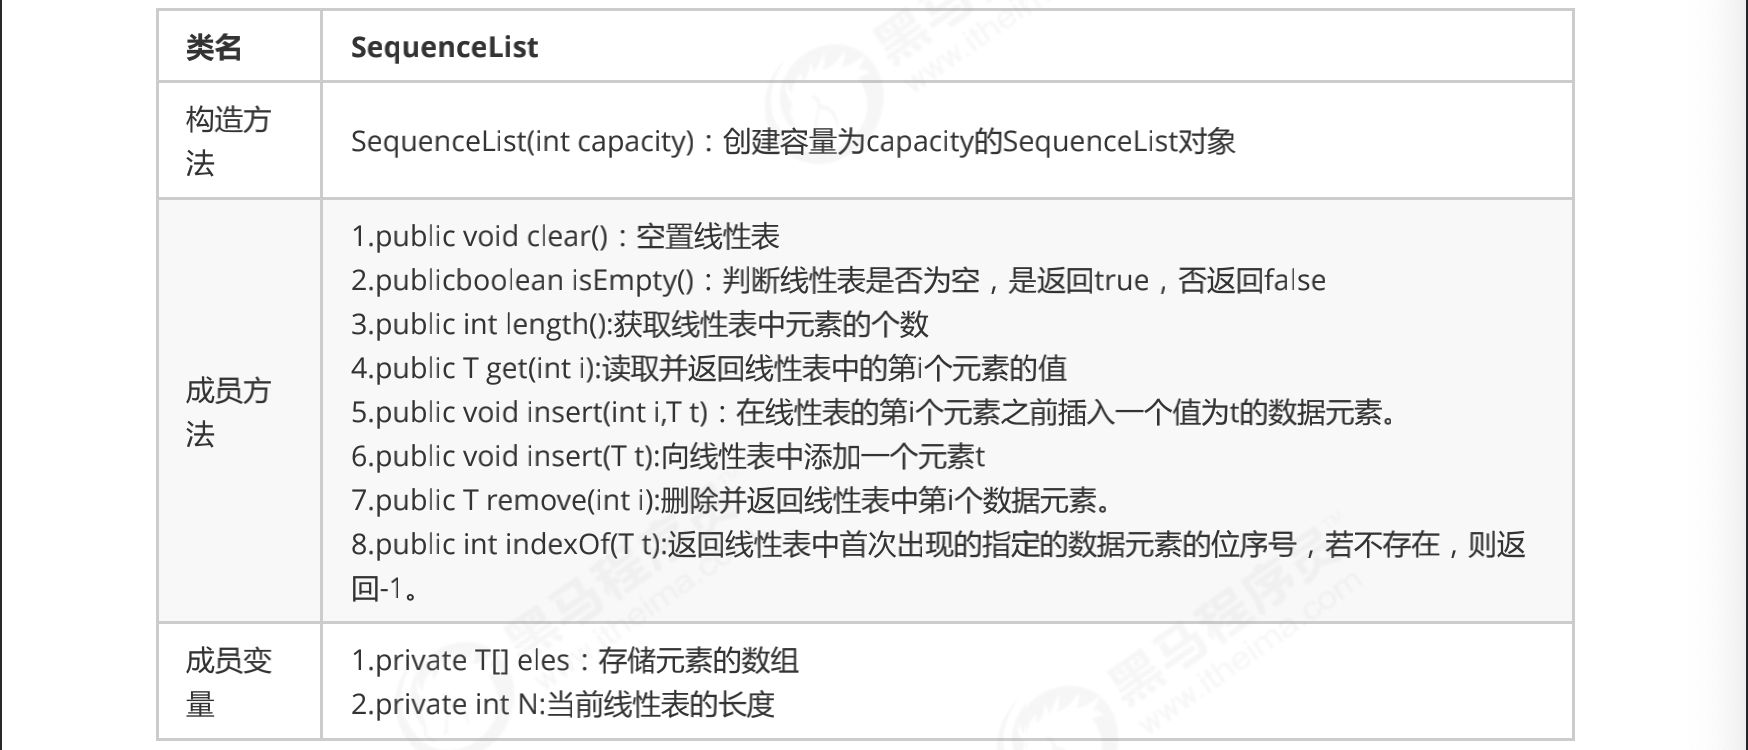 类名 SequenceList
构造方
法
SequenceList(int capacity)：创建容量为capacity的SequenceList对象
成员方
法
1.public void clear()：空置线性表
2.publicboolean isEmpty()：判断线性表是否为空，是返回true，否返回false
3.public int length():获取线性表中元素的个数
4.public T get(int i):读取并返回线性表中的第i个元素的值
5.public void insert(int i,T t)：在线性表的第i个元素之前插入一个值为t的数据元素。
6.public void insert(T t):向线性表中添加一个元素t
7.public T remove(int i):删除并返回线性表中第i个数据元素。
8.public int indexOf(T t):返回线性表中首次出现的指定的数据元素的位序号，若不存在，则返
回-1。
成员变
量
1.private T[] eles：存储元素的数组
2.private int N:当前线性表的长度
黑马程序员
www.itheima.com